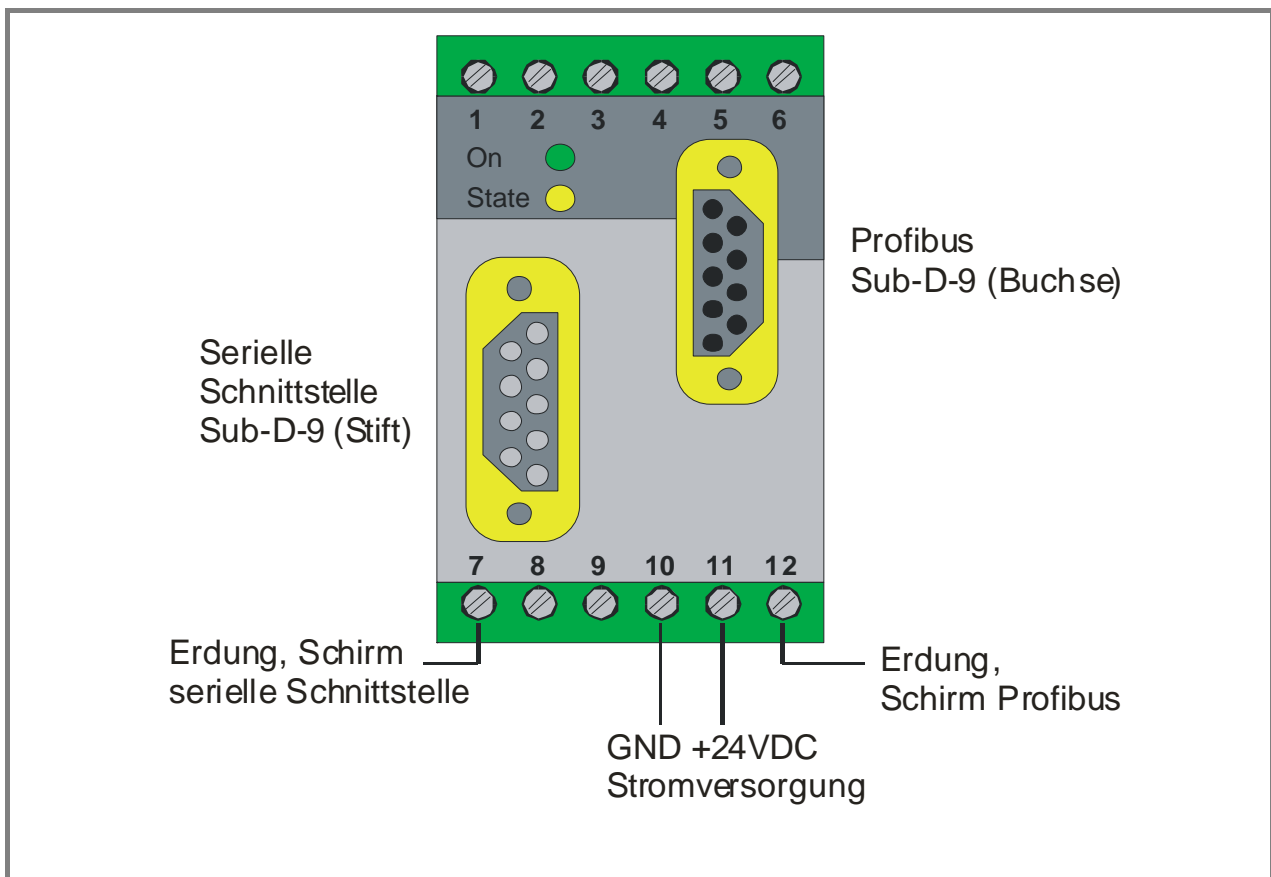 1 2 3 4 5 6
On
State
Profibus
Sub-D-9 (Buchse)
Serielle
Schnittstelle
Sub-D-9 (Stift)
7 8 9 10 11 12
Erdung, Schirm
serielle Schnittstelle
Erdung,
Schirm Profibus
GND +24VDC
Stromversorgung